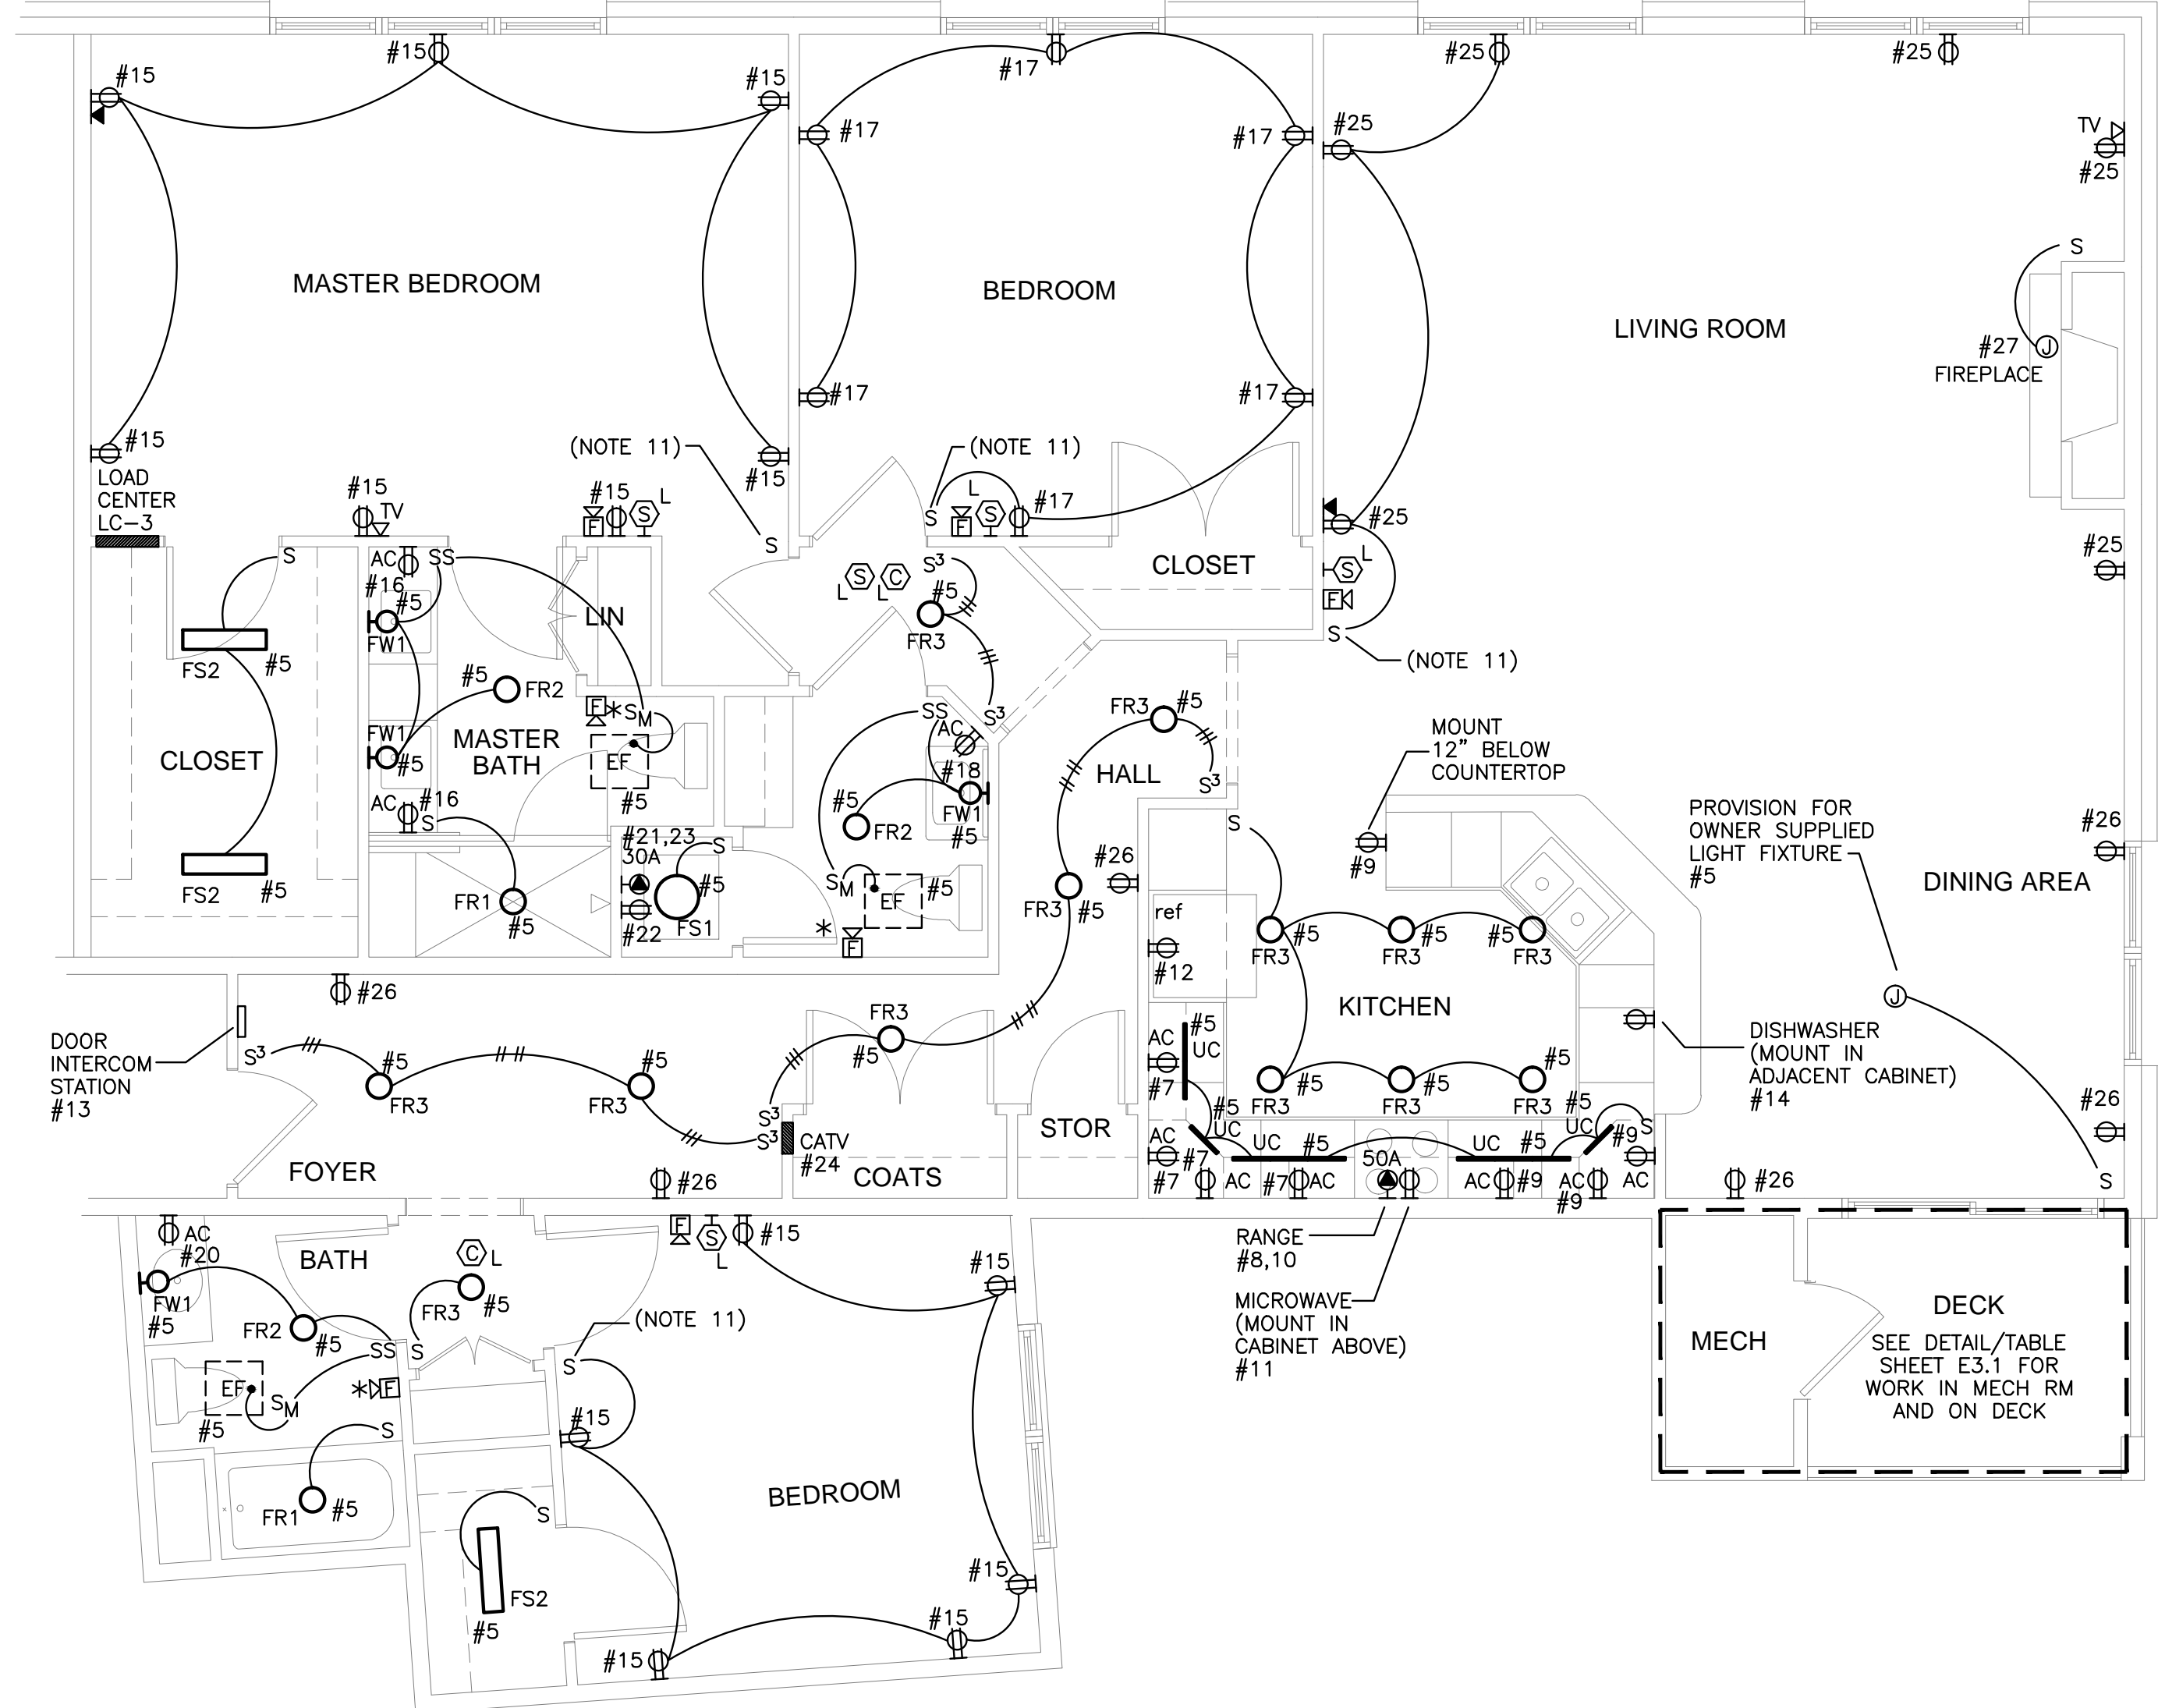 #15
#15
#15
#17
#25
#25
#17
#17
#25
TV
#25
MASTER BEDROOM
BEDROOM
LIVING ROOM
S
#27
J
FIREPLACE
#17
#17
#15
(NOTE 11)
#15
(NOTE 11)
LOAD
CENTER
LC-3
#15
TV
#15
F
S
L
S
S
F
L
S
#17
#25
#25
S
L
F
S
(NOTE 11)
S
AC
SS
#16
#5
FW1
LIN
L
S
C
L
S3
#5
FR3
CLOSET
FS2
#5
#5
FR2
F
*
S
M
SS
AC
S3
FR3
#5
S3
HALL
MOUNT
12" BELOW
COUNTERTOP
#9
CLOSET
FW1
#5
MASTER
BATH
EF
#5
#18
FW1
#5
#5
FR2
PROVISION FOR
OWNER SUPPLIED
LIGHT FIXTURE
#5
#26
DINING AREA
AC
#16
S
#21,23
30A
S
#5
FS1
#22
S
M
EF
#5
*
F
#26
FR3
#5
S
FS2
#5
FR1
#5
ref
#12
#5
FR3
#5
FR3
#5
FR3
KITCHEN
J
#26
DOOR
INTERCOM
STATION
#13
S3
#5
FR3
#5
FR3
FR3
#5
AC
#7
#5
UC
#5
FR3
#5
FR3
#5
FR3
DISHWASHER
(MOUNT IN
ADJACENT CABINET)
#14
#26
FOYER
S3
S3
CATV
#24
COATS
STOR
#26
AC
#7
#7
#5
UC
AC
UC
#5
#7
AC
50A
UC
#5
AC
#9
#5
UC
S
#9
AC
#9
AC
#26
S
AC
#20
BATH
FW1
#5
FR2
#5
C
L
FR3
#5
F
S
L
#15
#15
RANGE
#8,10
MICROWAVE
(MOUNT IN
CABINET ABOVE)
#11
MECH
DECK
SEE DETAIL/TABLE
SHEET E3.1 FOR
WORK IN MECH RM
AND ON DECK
SS
S
(NOTE 11)
S
EF
#5
S
M
*
F
S
#15
FR1
#5
BEDROOM
S
FS2
#5
#15
#15
#15